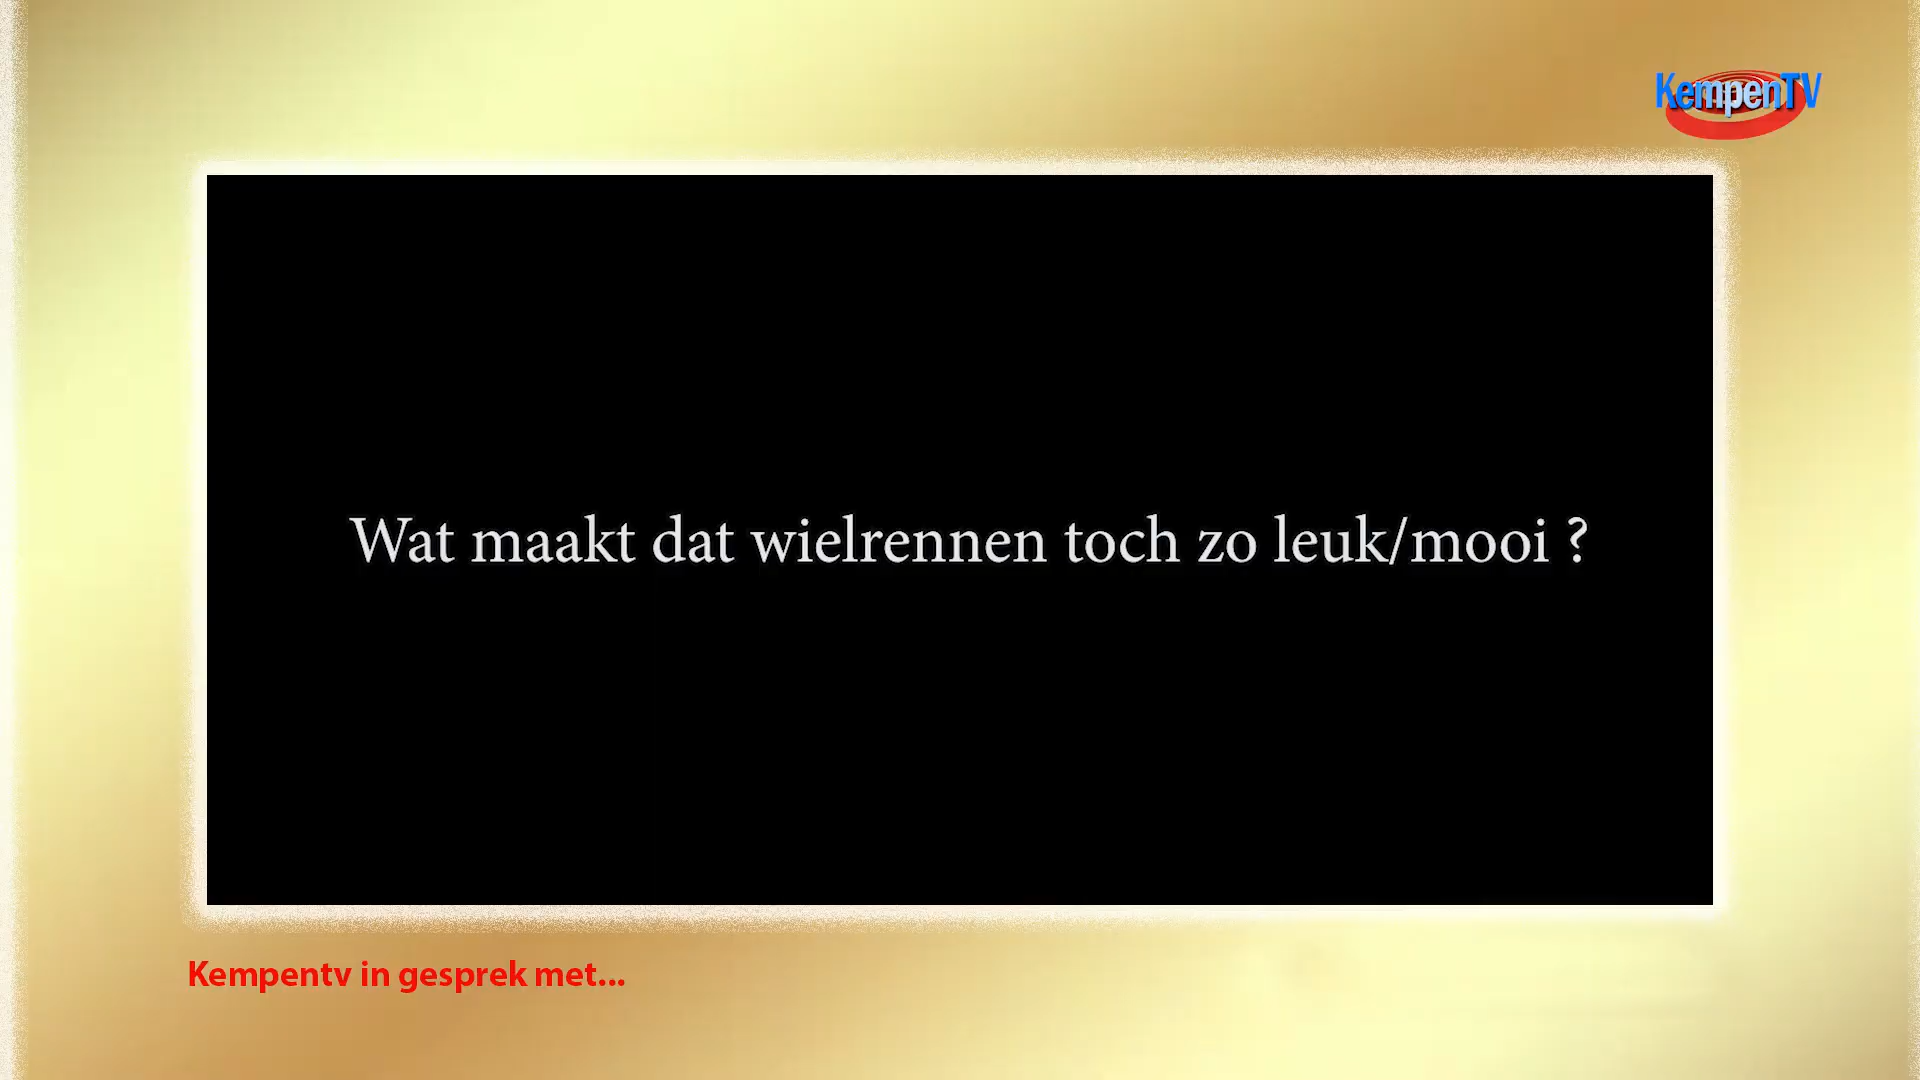 KempenTV
Wat maakt dat wielrennen toch zo leuk/mooi ?
Kempentv in gesprek met...